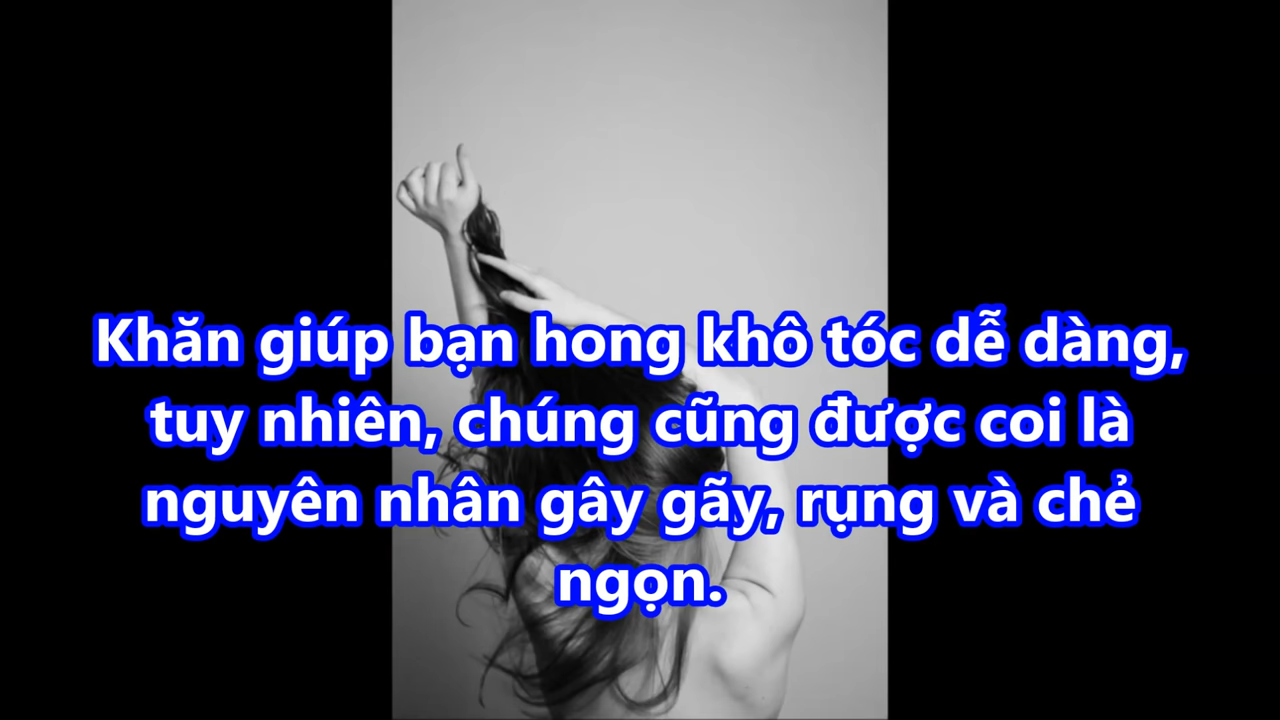 Khăn giúp bạn hong khô tóc dễ dàng,
tuy nhiên, chúng cũng được coi là
nguyên nhân gây gãy, rụng và chẻ
ngọn.